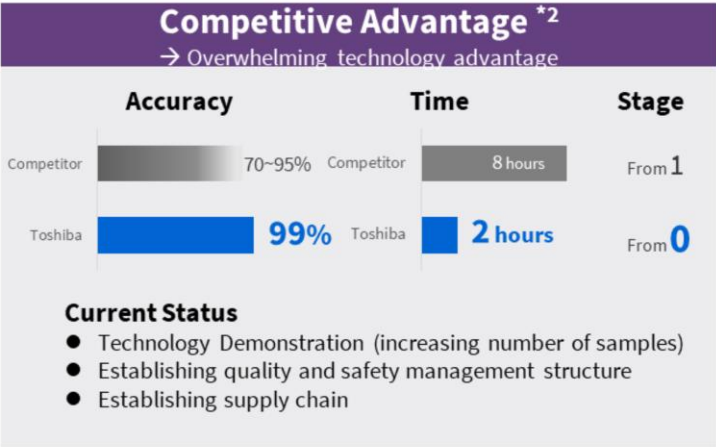 Competitive Advantage *2
→ Overwhelming technology advantage
Accuracy Time Stage
Competitor 70~95% Competitor 8 hours From 1
Toshiba 99% Toshiba 2 hours From 0
Current Status
● Technology Demonstration (increasing number of samples)
● Establishing quality and safety management structure
● Establishing supply chain